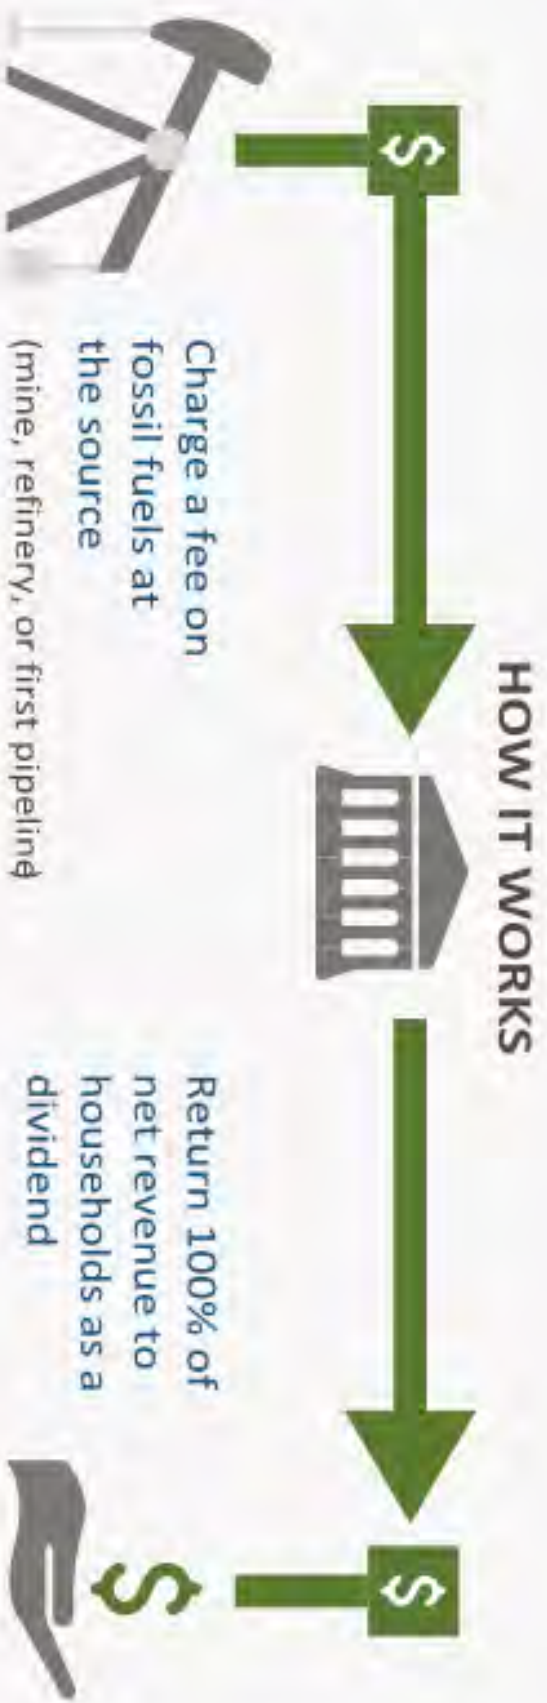 HOW IT WORKS
$
$
Charge a fee on
fossil fuels at
the source
(mine, refinery, or first pipeline)
Return 100% of
net revenue to
households as a
dividend
$